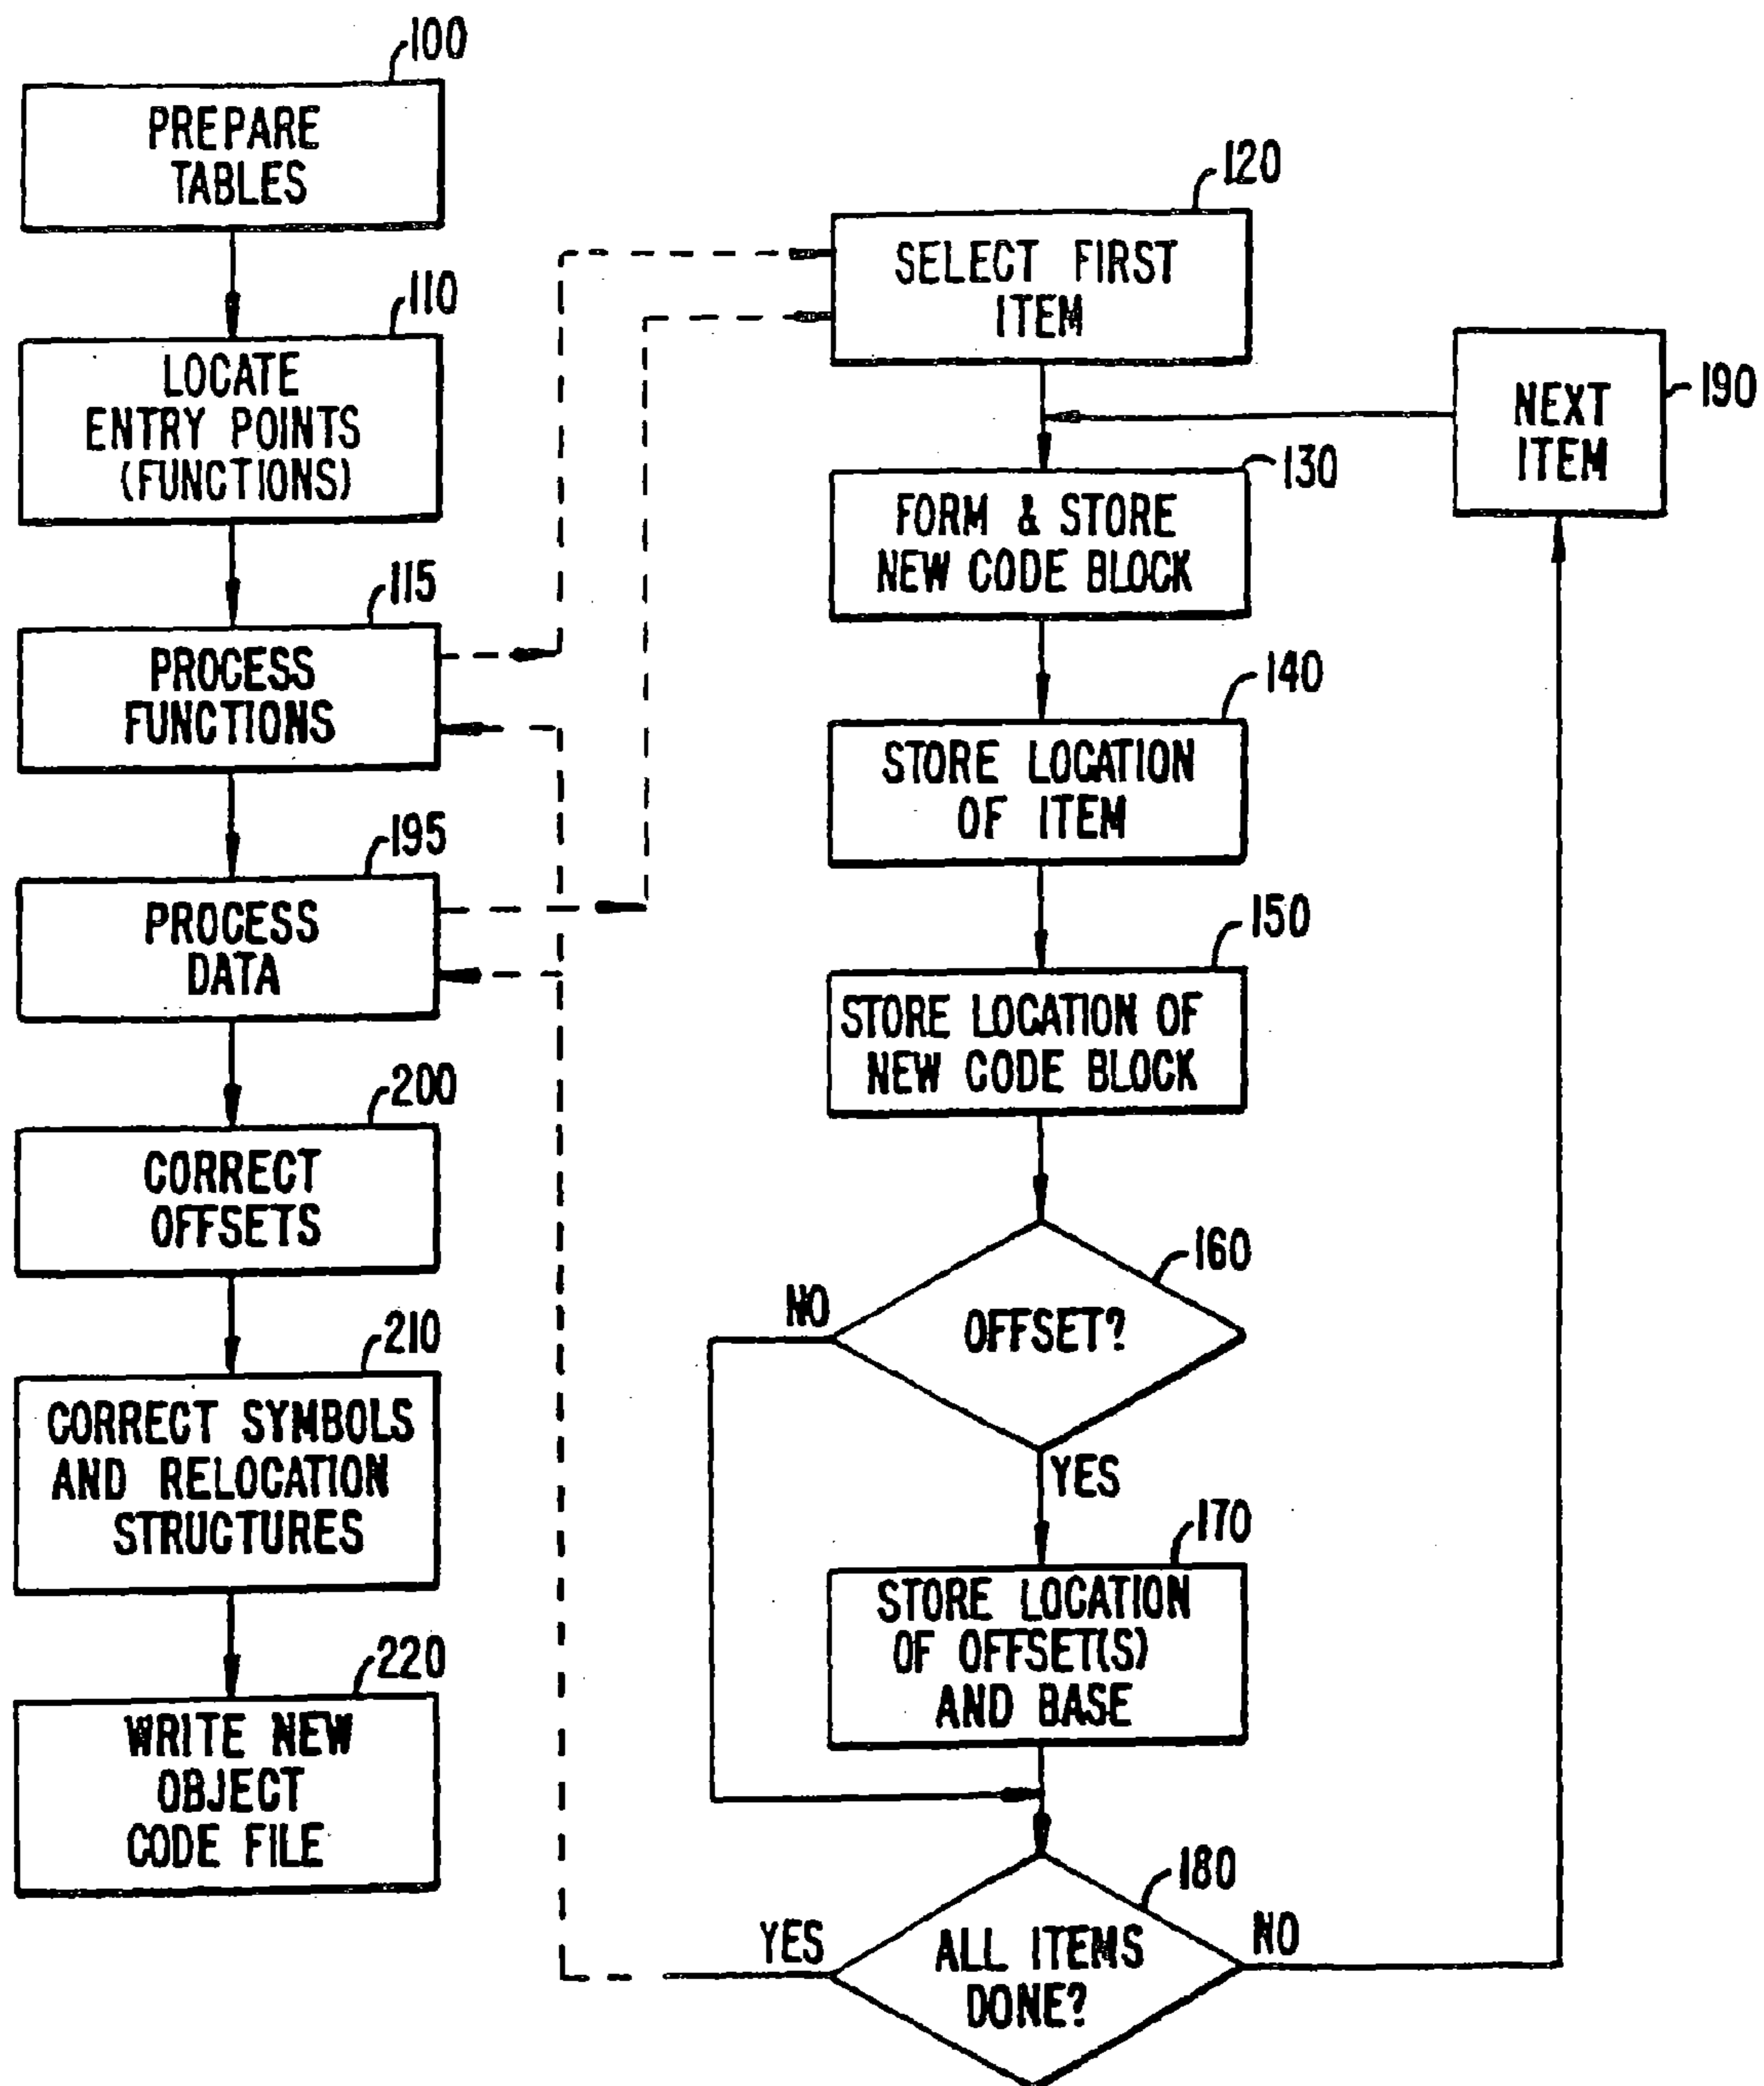 100
PREPARE
TABLES
110
LOCATE
ENTRY POINTS
(FUNCTIONS)
115
PROCESS
FUNCTIONS
195
PROCESS
DATA
200
CORRECT
OFFSETS
210
CORRECT SYMBOLS
AND RELOCATION
STRUCTURES
220
WRITE NEW
OBJECT
CODE FILE
120
SELECT FIRST
ITEM
130
FORM & STORE
NEW CODE BLOCK
140
STORE LOCATION
OF ITEM
150
STORE LOCATION OF
NEW CODE BLOCK
160
OFFSET?
NO
YES
170
STORE LOCATION
OF OFFSET(S)
AND BASE
180
ALL ITEMS
DONE?
YES
NO
190
NEXT
ITEM